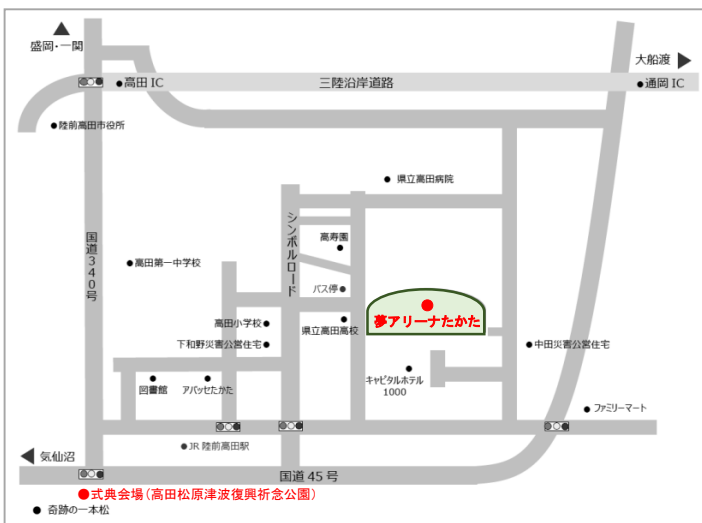 盛岡・一関
大船渡
高田 IC
三陸沿岸道路
通岡 IC
陸前高田市役所
県立高田病院
国道340号
シンボルロード
高寿園
高田第一中学校
バス停
夢アリーナたかた
高田小学校
県立高田高校
下和野災害公営住宅
中田災害公営住宅
図書館
アバッセたかた
キャピタルホテル
1000
ファミリーマート
JR 陸前高田駅
気仙沼
国道 45 号
式典会場(高田松原津波復興祈念公園)
奇跡の一本松